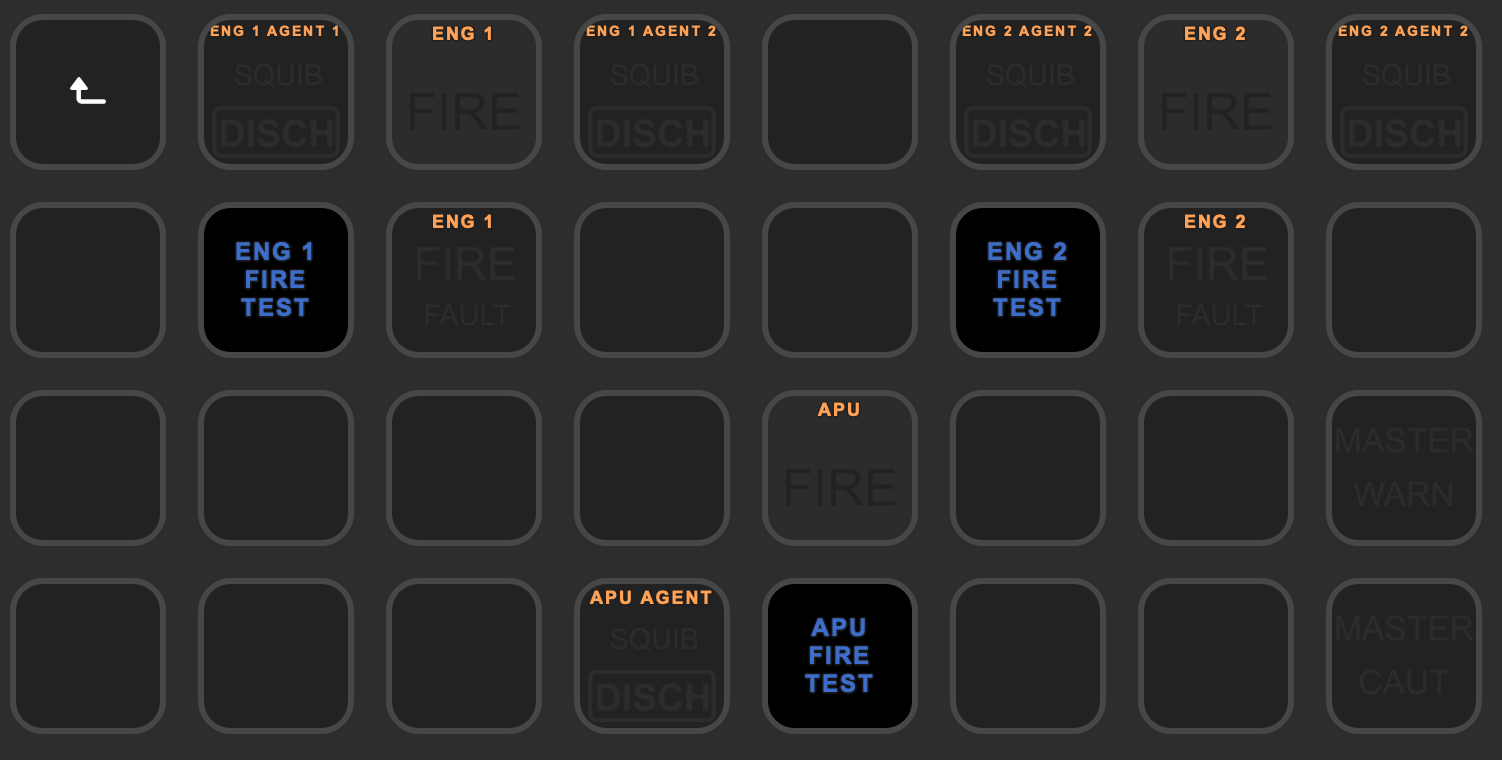 ENG 1 AGENT 1
SQUIB
DISCH
ENG 1
FIRE
ENG 1 AGENT 2
SQUIB
DISCH
ENG 2 AGENT 2
SQUIB
DISCH
ENG 2
FIRE
ENG 2 AGENT 2
SQUIB
DISCH
ENG 1
FIRE
TEST
ENG 1
FIRE
FAULT
ENG 2
FIRE
TEST
ENG 2
FIRE
FAULT
APU
FIRE
MASTER
WARN
APU AGENT
SQUIB
DISCH
APU
FIRE
TEST
MASTER
CAUT